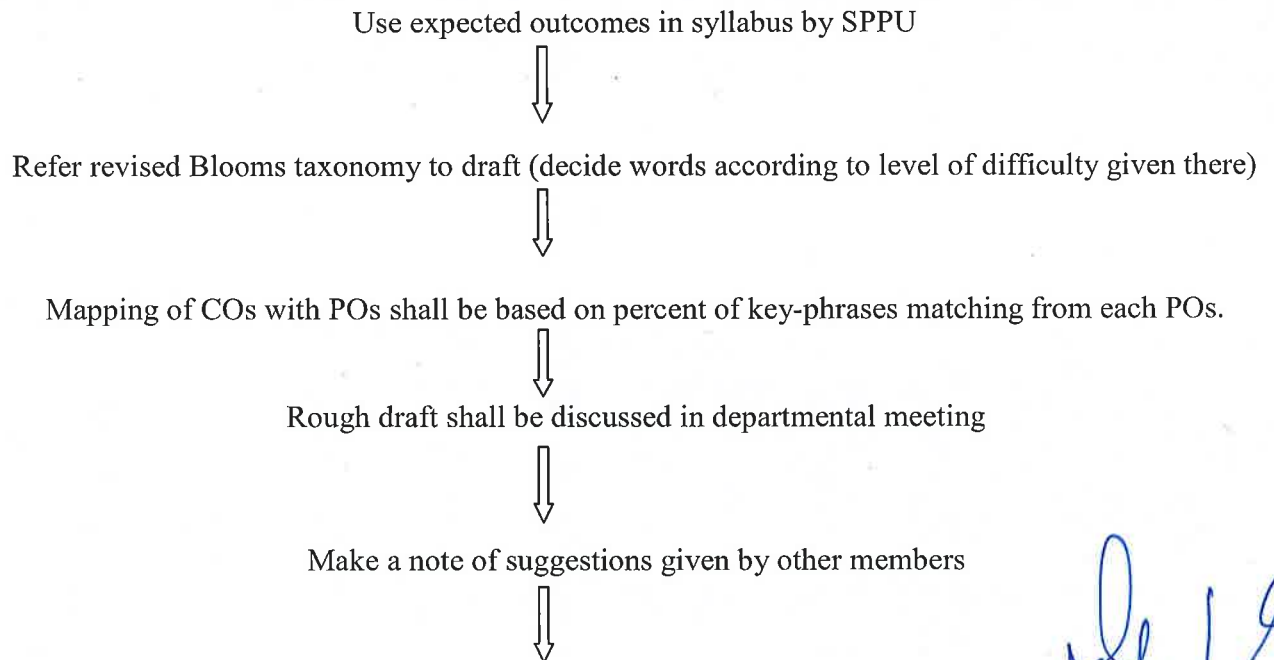 Use expected outcomes in syllabus by SPPU
Refer revised Blooms taxonomy to draft (decide words according to level of difficulty given there)
Mapping of COs with POs shall be based on percent of key-phrases matching from each POs.
Rough draft shall be discussed in departmental meeting
Make a note of suggestions given by other members